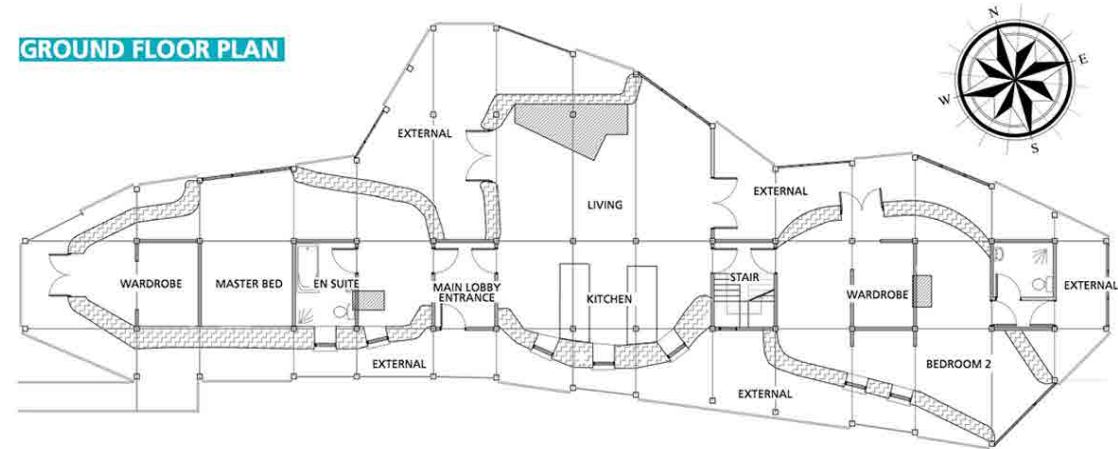 GROUND FLOOR PLAN
N
E
W
S
EXTERNAL
LIVING
EXTERNAL
WARDROBE
MASTER BED
EN SUITE
MAIN LOBBY
ENTRANCE
KITCHEN
STAIR
WARDROBE
EXTERNAL
EXTERNAL
EXTERNAL
BEDROOM 2